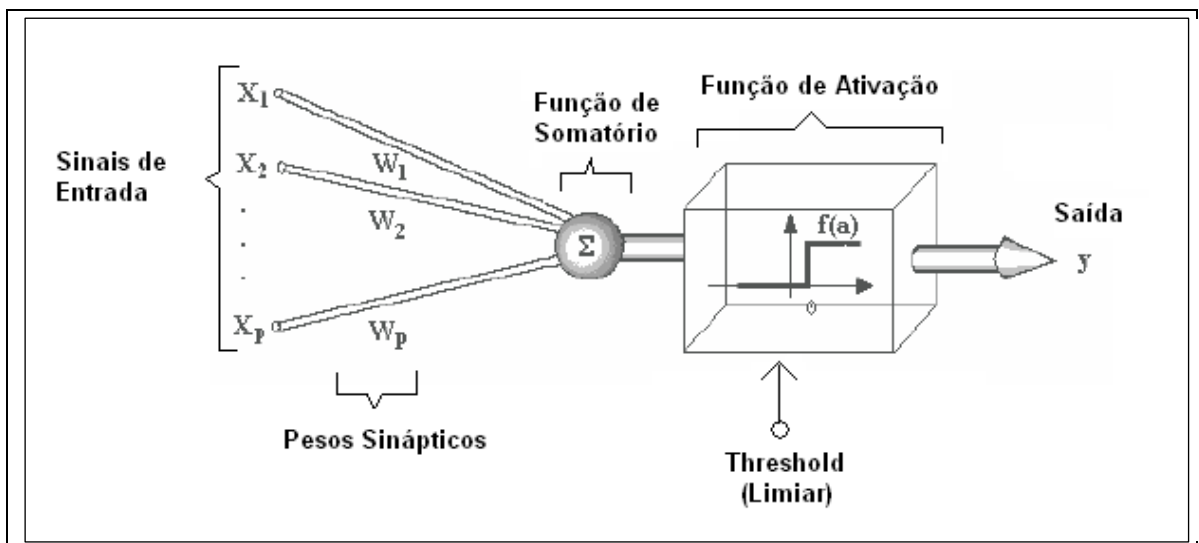 Sinais de
Entrada
X1
X2
.
.
.
Xp
W1
W2
Wp
Pesos Sinápticos
Função de
Somatório
Σ
Função de Ativação
f(a)
θ
Threshold
(Limiar)
Saída
y